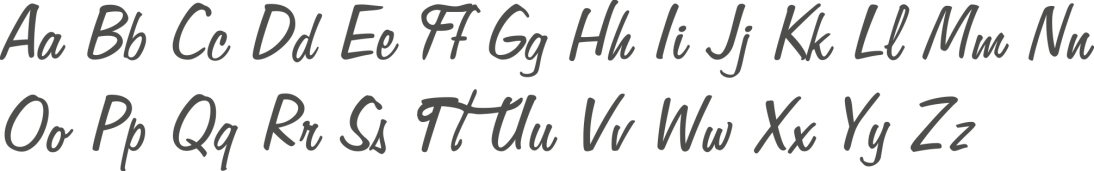 Aa Bb Cc Dd Ee Ff Gg Hh Ii Jj Kk Ll Mm Nn
Oo Pp Qq Rr Ss Tt Uu Vv Ww Xx Yy Zz